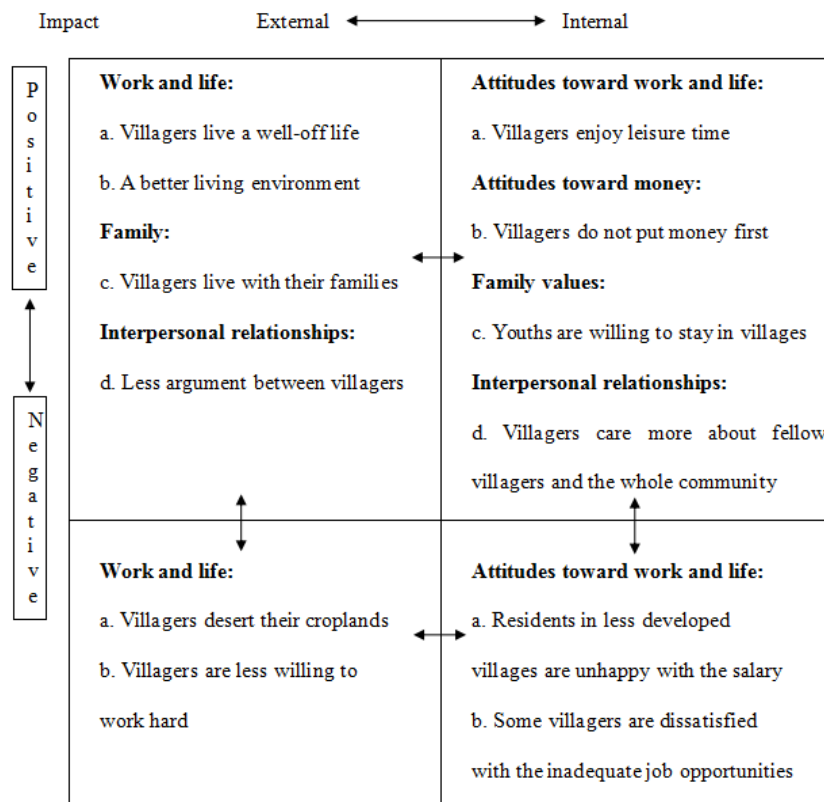 Impact External Internal
Positive
Work and life:
a. Villagers live a well-off life
b. A better living environment
Family:
c. Villagers live with their families
Interpersonal relationships:
d. Less argument between villagers
Attitudes toward work and life:
a. Villagers enjoy leisure time
Attitudes toward money:
b. Villagers do not put money first
Family values:
c. Youths are willing to stay in villages
Interpersonal relationships:
d. Villagers care more about fellow
villagers and the whole community
Negative
Work and life:
a. Villagers desert their croplands
b. Villagers are less willing to
work hard
Attitudes toward work and life:
a. Residents in less developed
villages are unhappy with the salary
b. Some villagers are dissatisfied
with the inadequate job opportunities